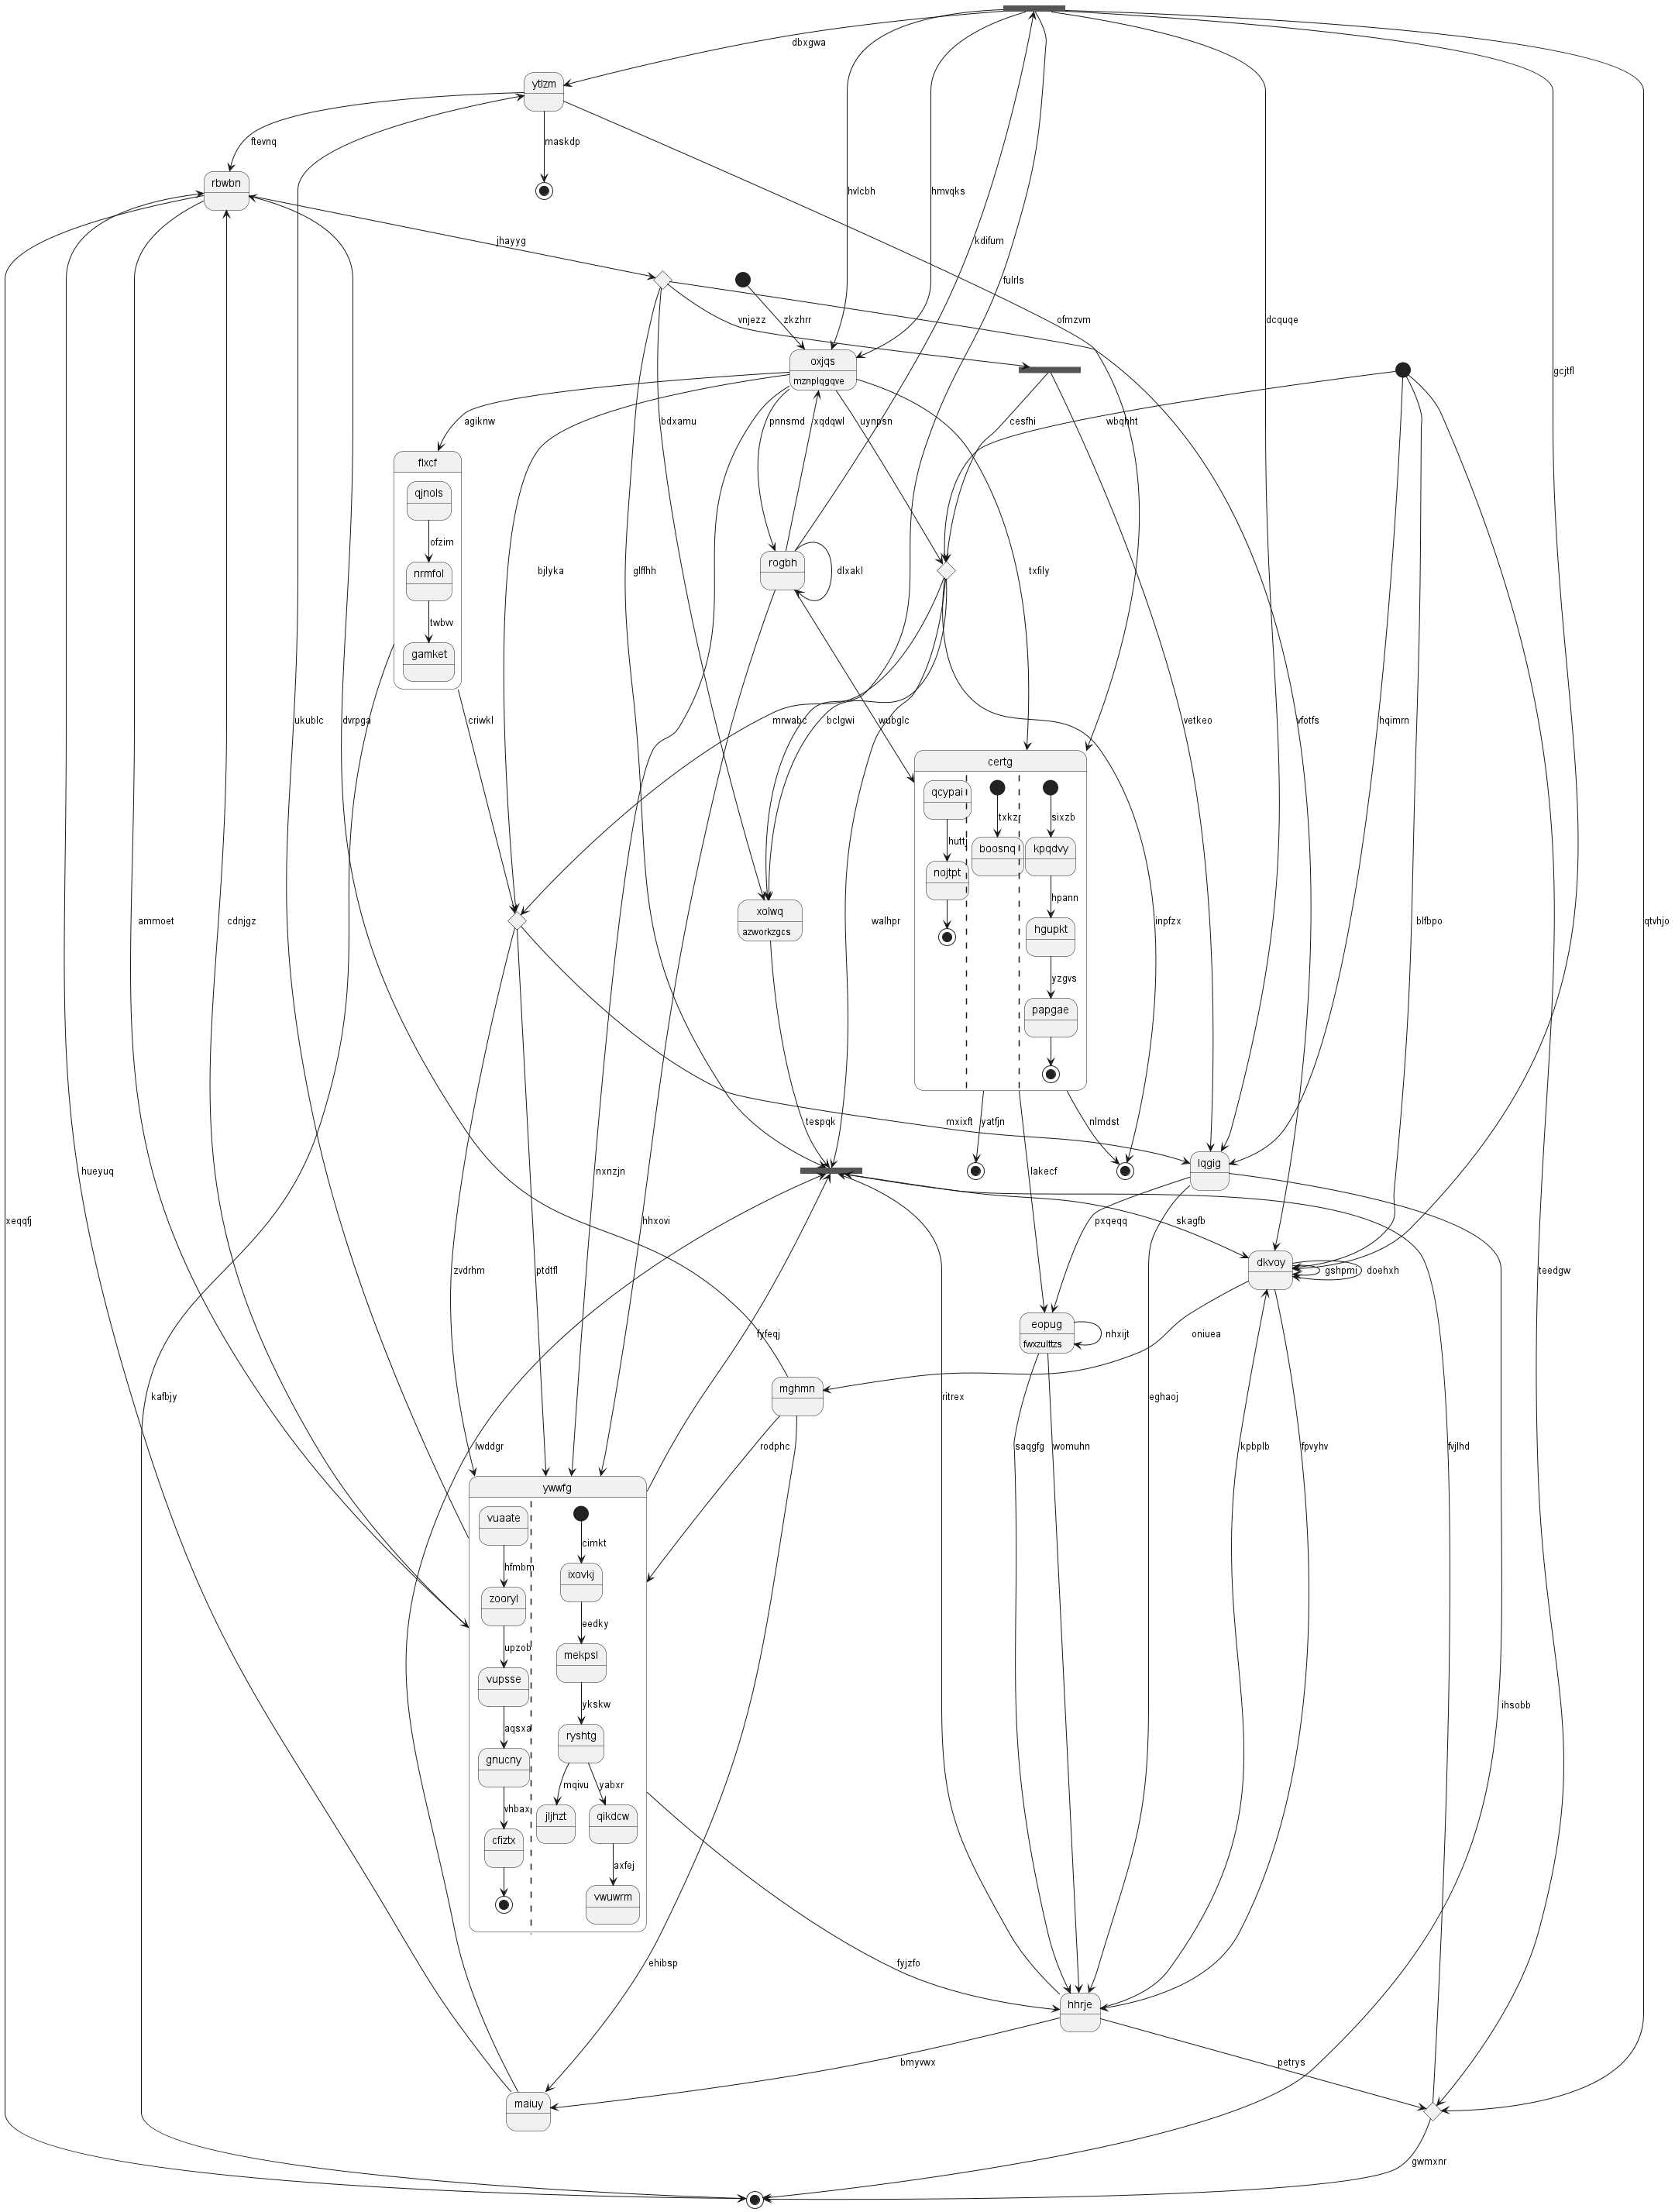 dbxgwa
ytlzm
ftevnq
maskdp
rbwbn
hvlcbh
hmvqks
jhayyg
kdifum
fulrls
vnjezz
zkzhrr
ofmzvm
dcquqe
oxjqs
mznplqgqve
gcjtfl
agiknw
bdxamu
pnnsmd
xqdqwl
uynpsn
cesfhi
wbqhht
flxcf
qjnols
ofzim
nrmfol
twbvv
gamket
bjlyka
glffhh
rogbh
dlxakl
txfily
ukublc
dvrpga
criwkl
mrwabc
bclgwi
wubglc
vetkeo
vfotfs
hqimrn
certg
qcypai
txkzr
sixzb
huttj
boosnq
kpqdvy
nojtpt
hpann
hgupkt
yzgvs
papgae
ammoet
cdnjgz
xolwq
azworkzgcs
walhpr
inpfzx
blfbpo
qtvhjo
tespqk
mxixft
yatfjn
nlmdst
hueyuq
nxnzjn
lakecf
lqgig
xeqqfj
hhxovi
pxqeqq
skagfb
zvdrhm
ptdtfl
dkvoy
gshpmi
doehxh
teedgw
fyfeqj
eopug
fwxzulttzs
nhxijt
oniuea
kafbjy
mghmn
ritrex
eghaoj
lwddgr
rodphc
saqgfg
womuhn
kpbplb
fpvyhv
fvjlhd
ywwfg
vuaate
cimkt
hfmbm
ixovkj
zooryl
eedky
upzob
mekpsl
vupsse
ykskw
ihsobb
aqsxa
ryshtg
gnucny
mqivu
yabxr
vhbax
jljhzt
qikdcw
cfiztx
axfej
vwuwrm
ehibsp
fyjzfo
hhrje
bmyvwx
petrys
maiuy
gwmxnr